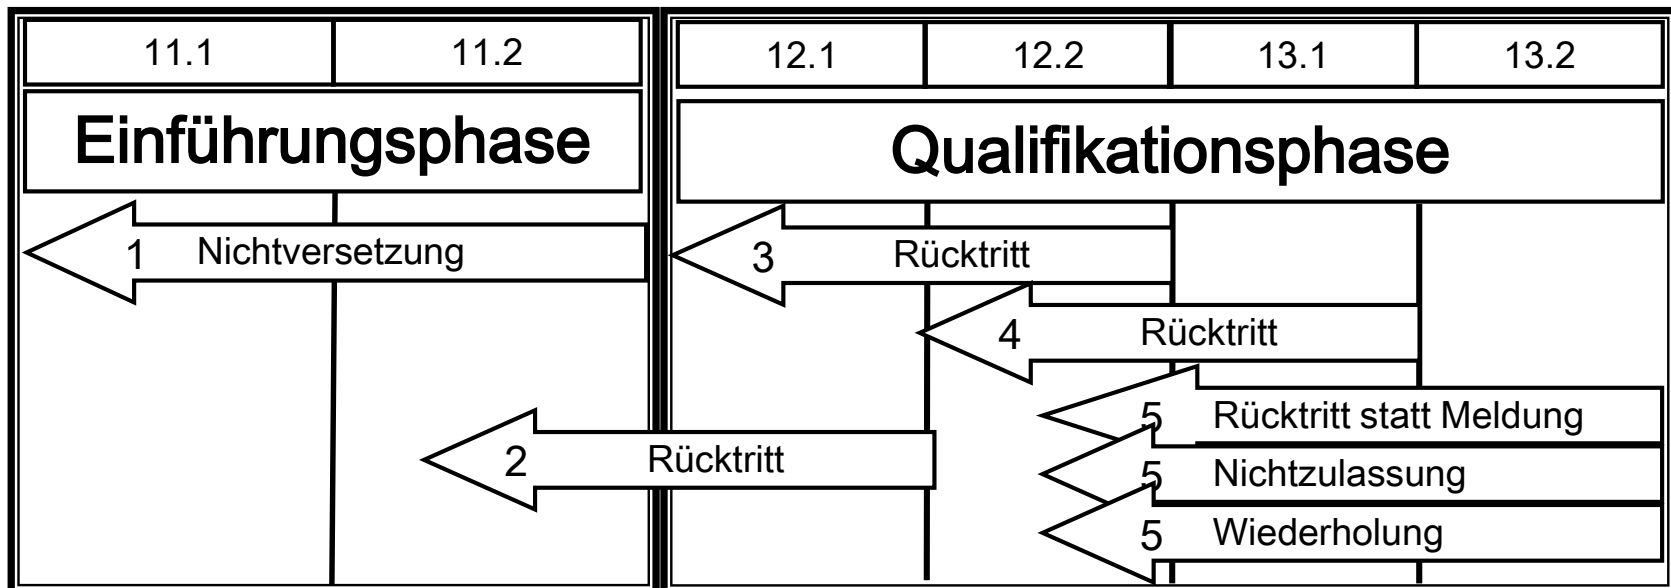 11.1 11.2 12.1 12.2 13.1 13.2
Einführungsphase Qualifikationsphase
1 Nichtversetzung 3 Rücktritt
4 Rücktritt
5 Rücktritt statt Meldung
2 Rücktritt 5 Nichtzulassung
5 Wiederholung